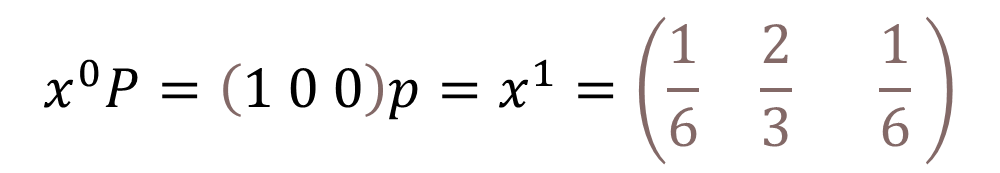 x⁰P = (1 0 0)p = x¹ = (1/6 2/3 1/6)